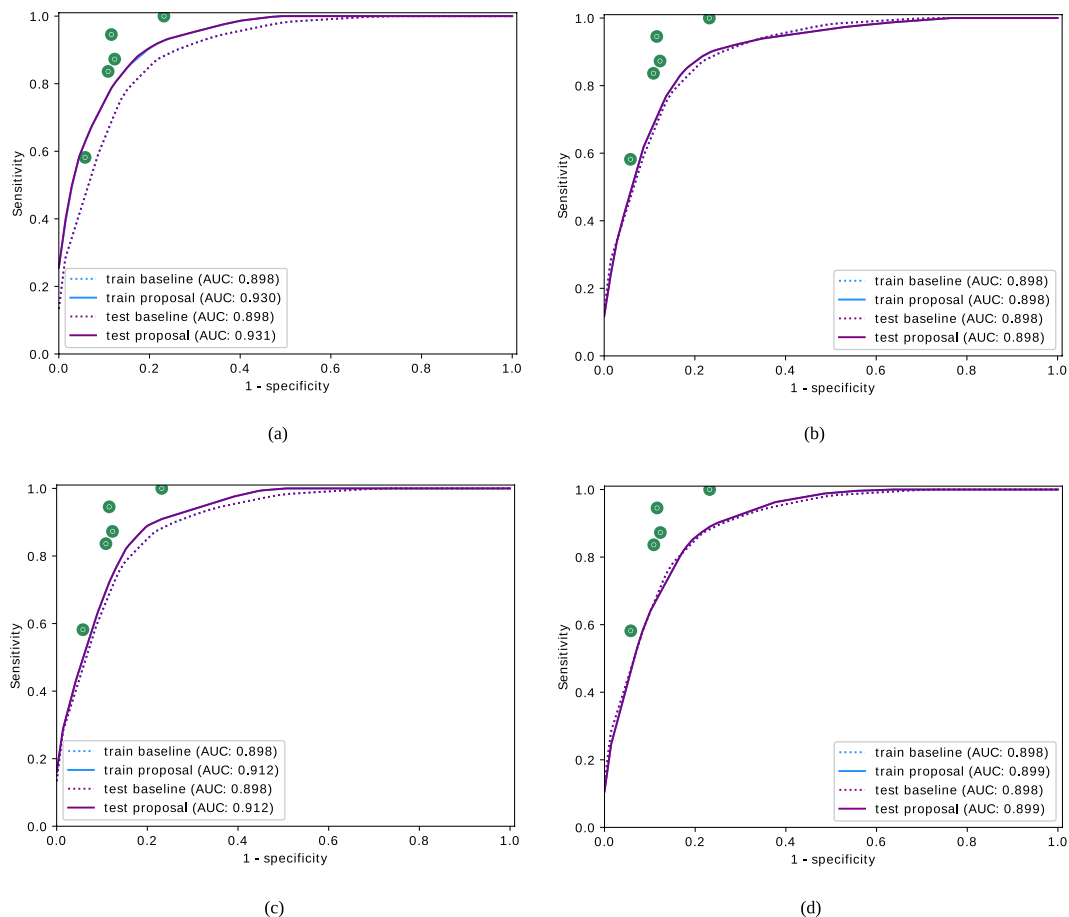 1.0
0.8
0.6
0.4
0.2
0.0
Sensitivity
train baseline (AUC: 0.898)
train proposal (AUC: 0.930)
test baseline (AUC: 0.898)
test proposal (AUC: 0.931)
0.0 0.2 0.4 0.6 0.8 1.0
1 - specificity
(a)
1.0
0.8
0.6
0.4
0.2
0.0
Sensitivity
train baseline (AUC: 0.898)
train proposal (AUC: 0.898)
test baseline (AUC: 0.898)
test proposal (AUC: 0.898)
0.0 0.2 0.4 0.6 0.8 1.0
1 - specificity
(b)
1.0
0.8
0.6
0.4
0.2
0.0
Sensitivity
train baseline (AUC: 0.898)
train proposal (AUC: 0.912)
test baseline (AUC: 0.898)
test proposal (AUC: 0.912)
0.0 0.2 0.4 0.6 0.8 1.0
1 - specificity
(c)
1.0
0.8
0.6
0.4
0.2
0.0
Sensitivity
train baseline (AUC: 0.898)
train proposal (AUC: 0.899)
test baseline (AUC: 0.898)
test proposal (AUC: 0.899)
0.0 0.2 0.4 0.6 0.8 1.0
1 - specificity
(d)